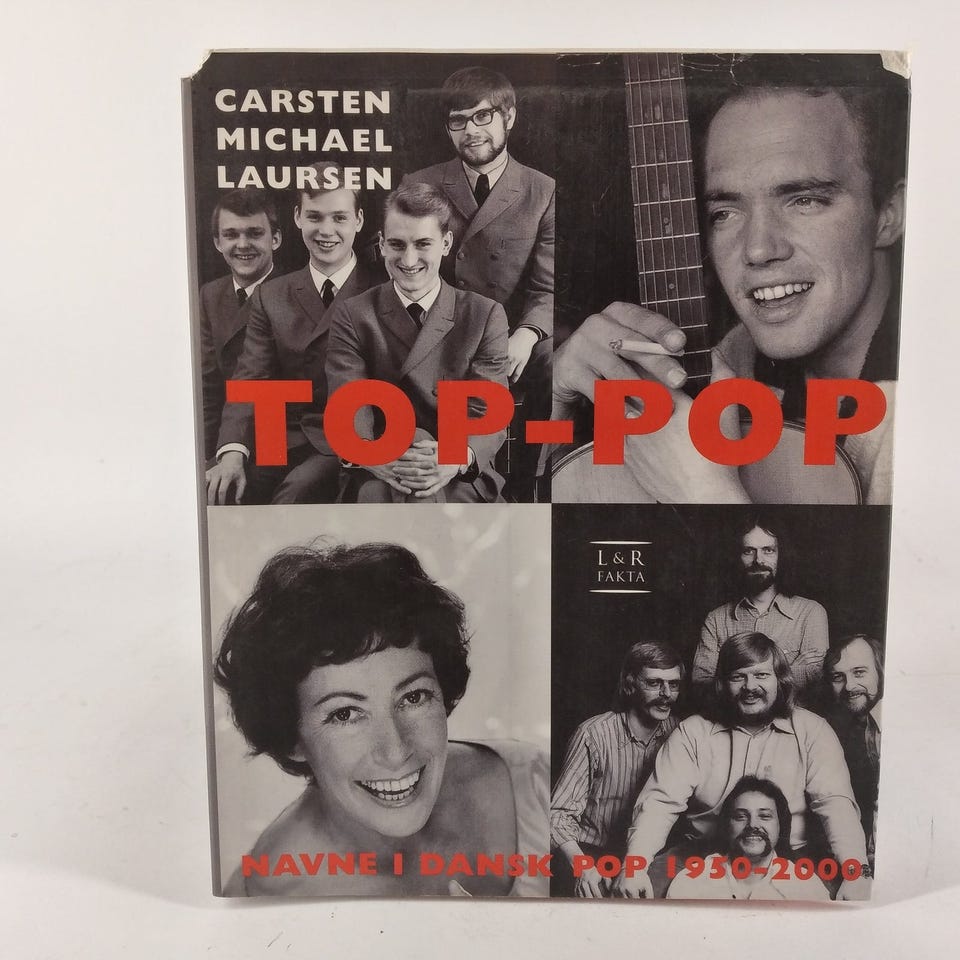 CARSTEN
MICHAEL
LAURSEN
TOP-POP
L & R
FAKTA
NAVNE I DANSK POP 1950-2000